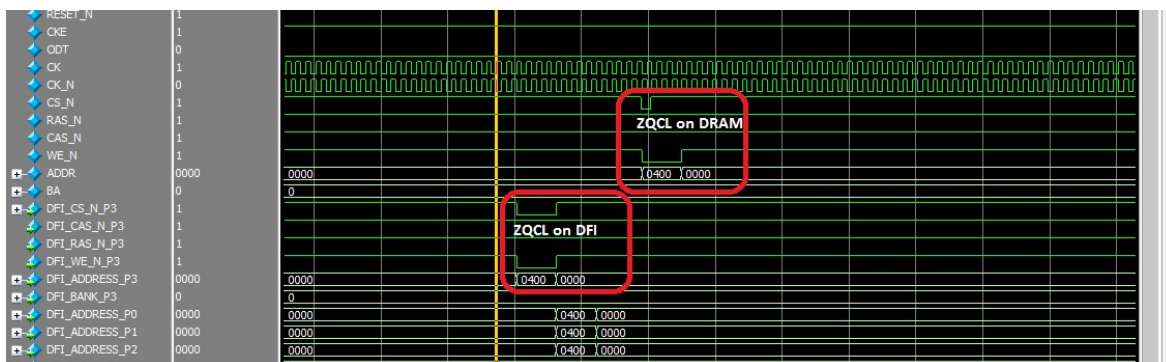 RESET_N 1
CKE 1
ODT 0
CK 1
CK_N 0
CS_N 1
RAS_N 1
ZQCL on DRAM
CAS_N 1
WE_N 1
ADDR 0000 0000 0400 0000
BA 0 0
DFI_CS_N_P3 1
DFI_CAS_N_P3 1
ZQCL on DFI
DFI_RAS_N_P3 1
DFI_WE_N_P3 1
DFI_ADDRESS_P3 0000 0000 0400 0000
DFI_BANK_P3 0 0
DFI_ADDRESS_P0 0000 0000 0400 0000
DFI_ADDRESS_P1 0000 0000 0400 0000
DFI_ADDRESS_P2 0000 0000 0400 0000